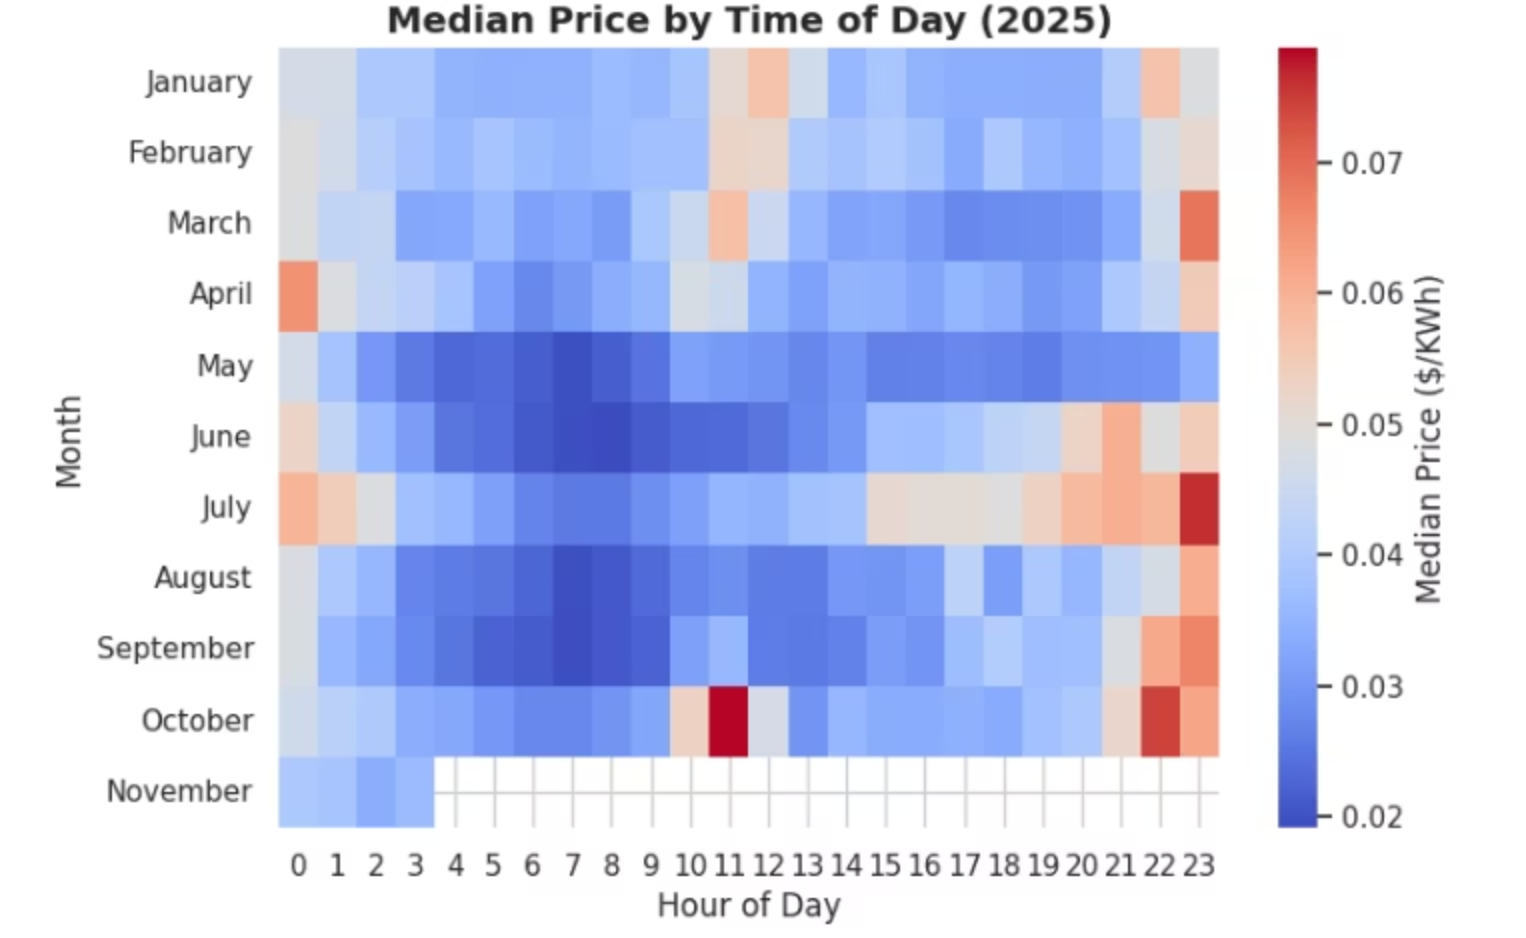 Median Price by Time of Day (2025)
January
February
March
April
May
June
July
August
September
October
November
Month
0 1 2 3 4 5 6 7 8 9 10 11 12 13 14 15 16 17 18 19 20 21 22 23
Hour of Day
0.07
0.06
0.05
0.04
0.03
0.02
Median Price ($/KWh)